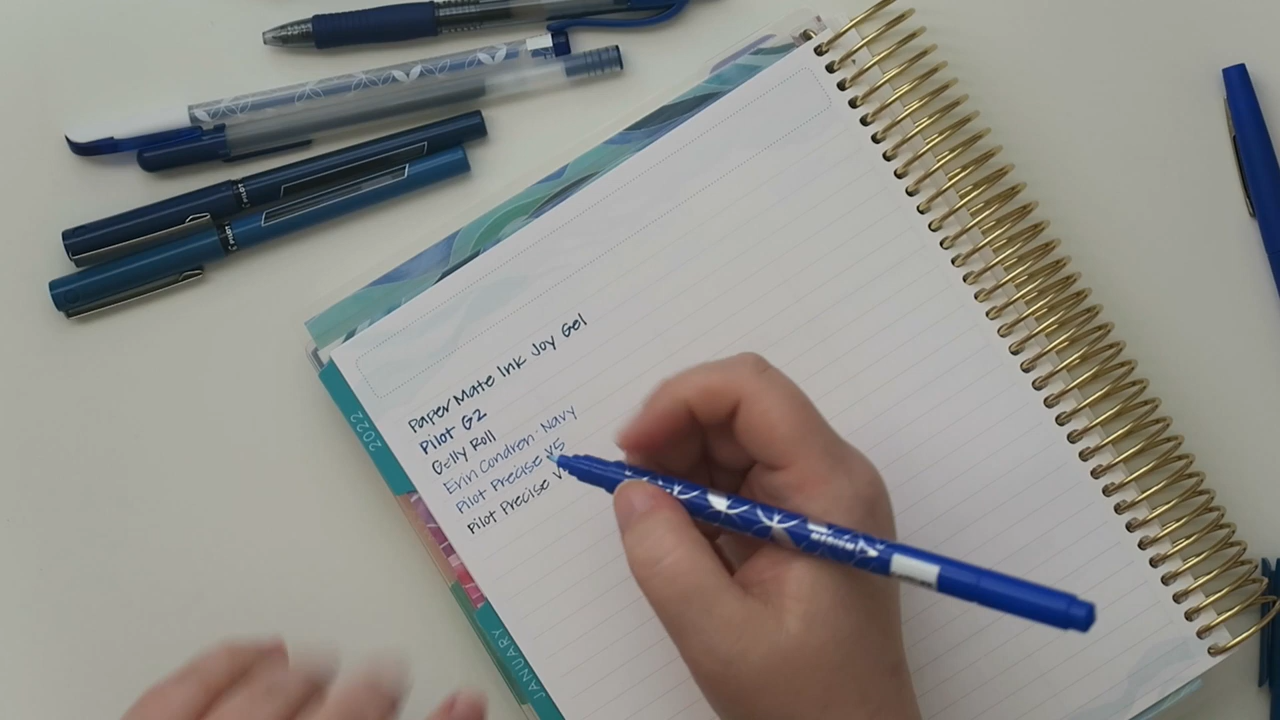 Paper Mate Ink Joy Gel
Pilot G2
Gelly Roll
Erin Condren - Navy
Pilot Precise V5
Pilot Precise
2022
JANUARY
PILOT
PILOT